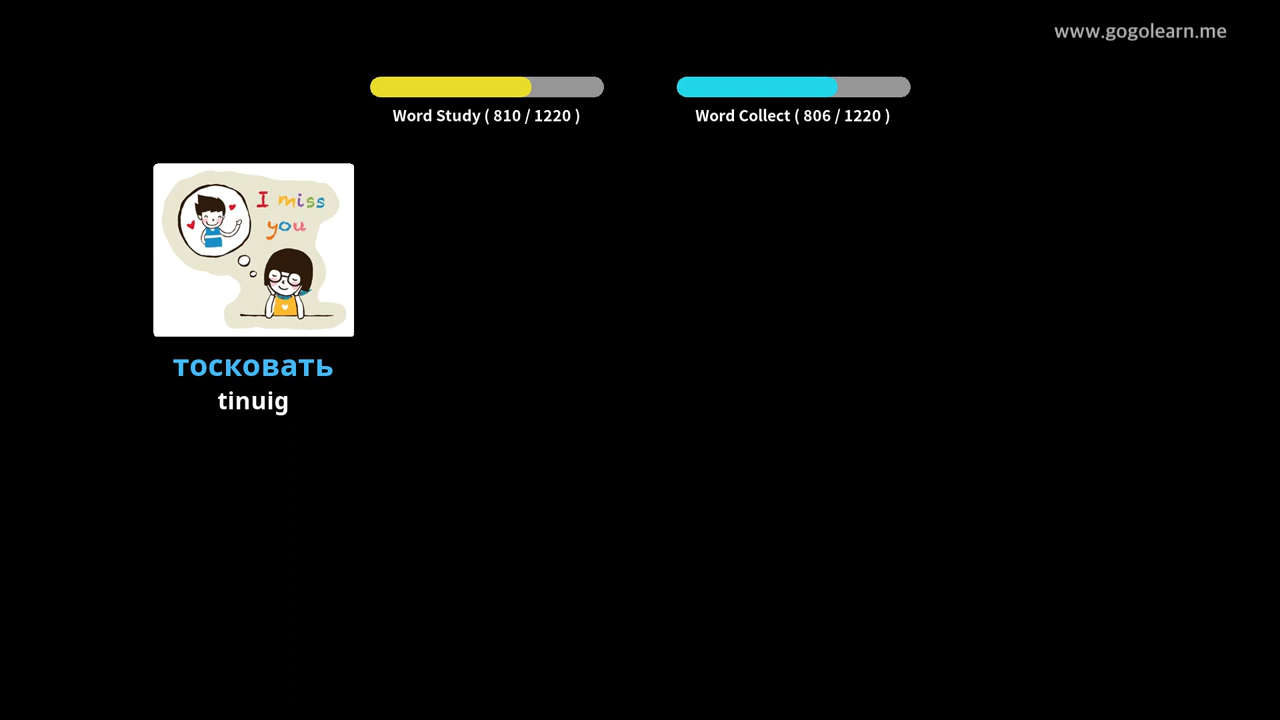 www.gogolearn.me
Word Study ( 810 / 1220 )
Word Collect ( 806 / 1220 )
I miss
you
тосковать
tinuig